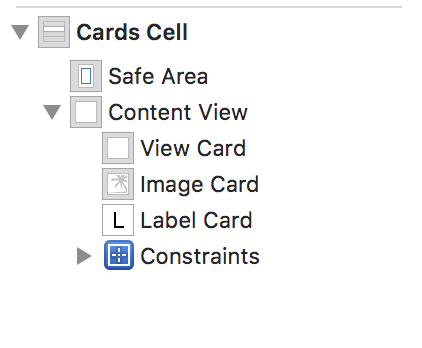 Cards Cell
Safe Area
Content View
View Card
Image Card
L Label Card
Constraints